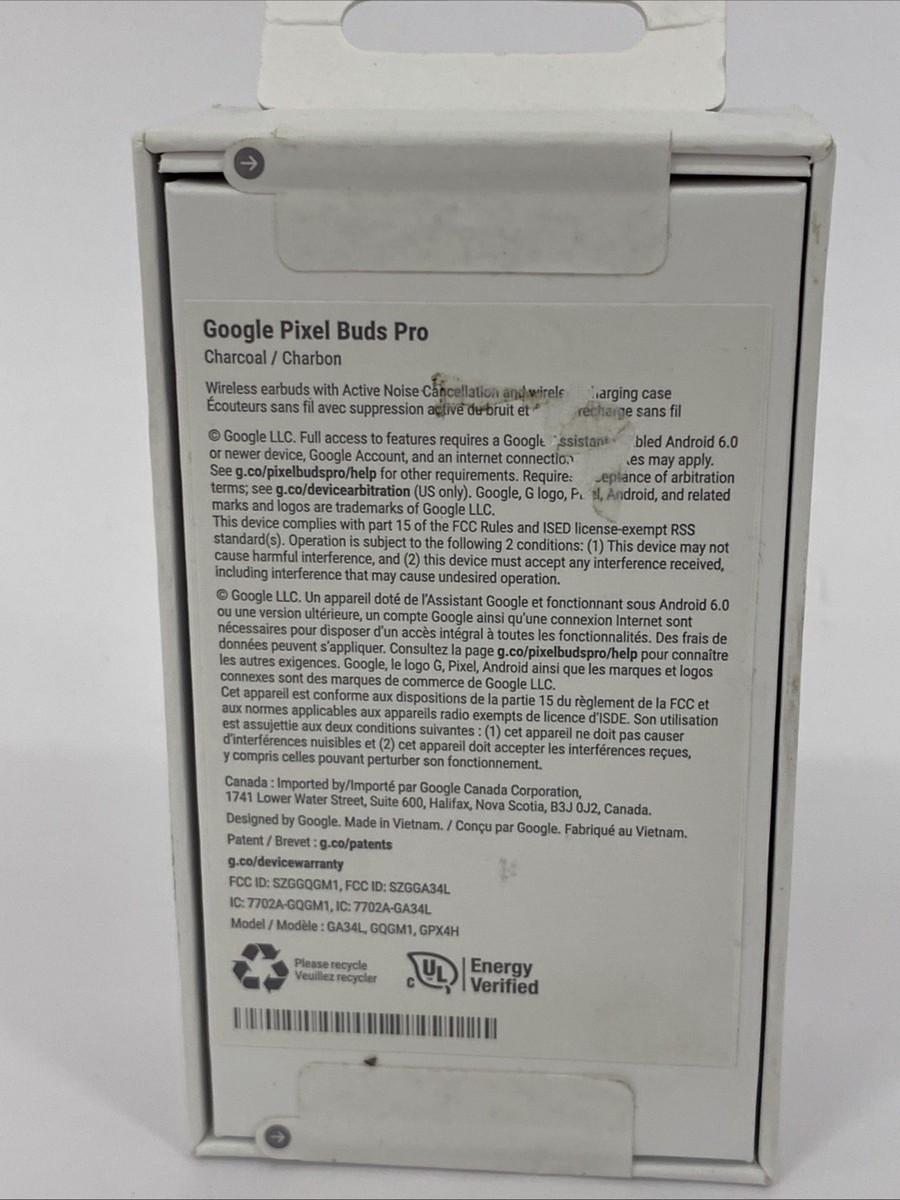 Google Pixel Buds Pro
Charcoal / Charbon
Wireless earbuds with Active Noise Cancellation and case
Écouteurs sans fil avec suppression active du bruit et recharge sans fil
© Google LLC. Full access to features requires a Google Android 6.0
or newer device, Google Account, and an internet connection may apply.
See g.co/pixelbudspro/help for other requirements. of arbitration
terms; see g.co/devicearbitration (US only). Google, G logo, Android, and related
marks and logos are trademarks of Google LLC.
This device complies with part 15 of the FCC Rules and ISED license-exempt RSS
standard(s). Operation is subject to the following 2 conditions: (1) This device may not
cause harmful interference, and (2) this device must accept any interference received,
including interference that may cause undesired operation.
© Google LLC. Un appareil doté de l'Assistant Google et fonctionnant sous Android 6.0
ou une version ultérieure, un compte Google ainsi qu'une connexion Internet sont
nécessaires pour disposer d'un accès intégral à toutes les fonctionnalités. Des frais de
données peuvent s'appliquer. Consultez la page g.co/pixelbudspro/help pour connaître
les autres exigences. Google, le logo G, Pixel, Android ainsi que les marques et logos
connexes sont des marques de commerce de Google LLC.
Cet appareil est conforme aux dispositions de la partie 15 du règlement de la FCC et
aux normes applicables aux appareils radio exempts de licence d'ISDE. Son utilisation
est assujettie aux deux conditions suivantes : (1) cet appareil ne doit pas causer
d'interférences nuisibles et (2) cet appareil doit accepter les interférences reçues,
y compris celles pouvant perturber son fonctionnement.
Canada : Imported by/Importé par Google Canada Corporation,
1741 Lower Water Street, Suite 600, Halifax, Nova Scotia, B3J 0J2, Canada.
Designed by Google. Made in Vietnam. / Conçu par Google. Fabriqué au Vietnam.
Patent / Brevet : g.co/patents
g.co/devicewarranty
FCC ID: SZGGQGM1, FCC ID: SZGGA34L
IC: 7702A-GQGM1, IC: 7702A-GA34L
Model / Modèle : GA34L, GQGM1, GPX4H
Please recycle
Veuillez recycler
C UL
Energy
Verified